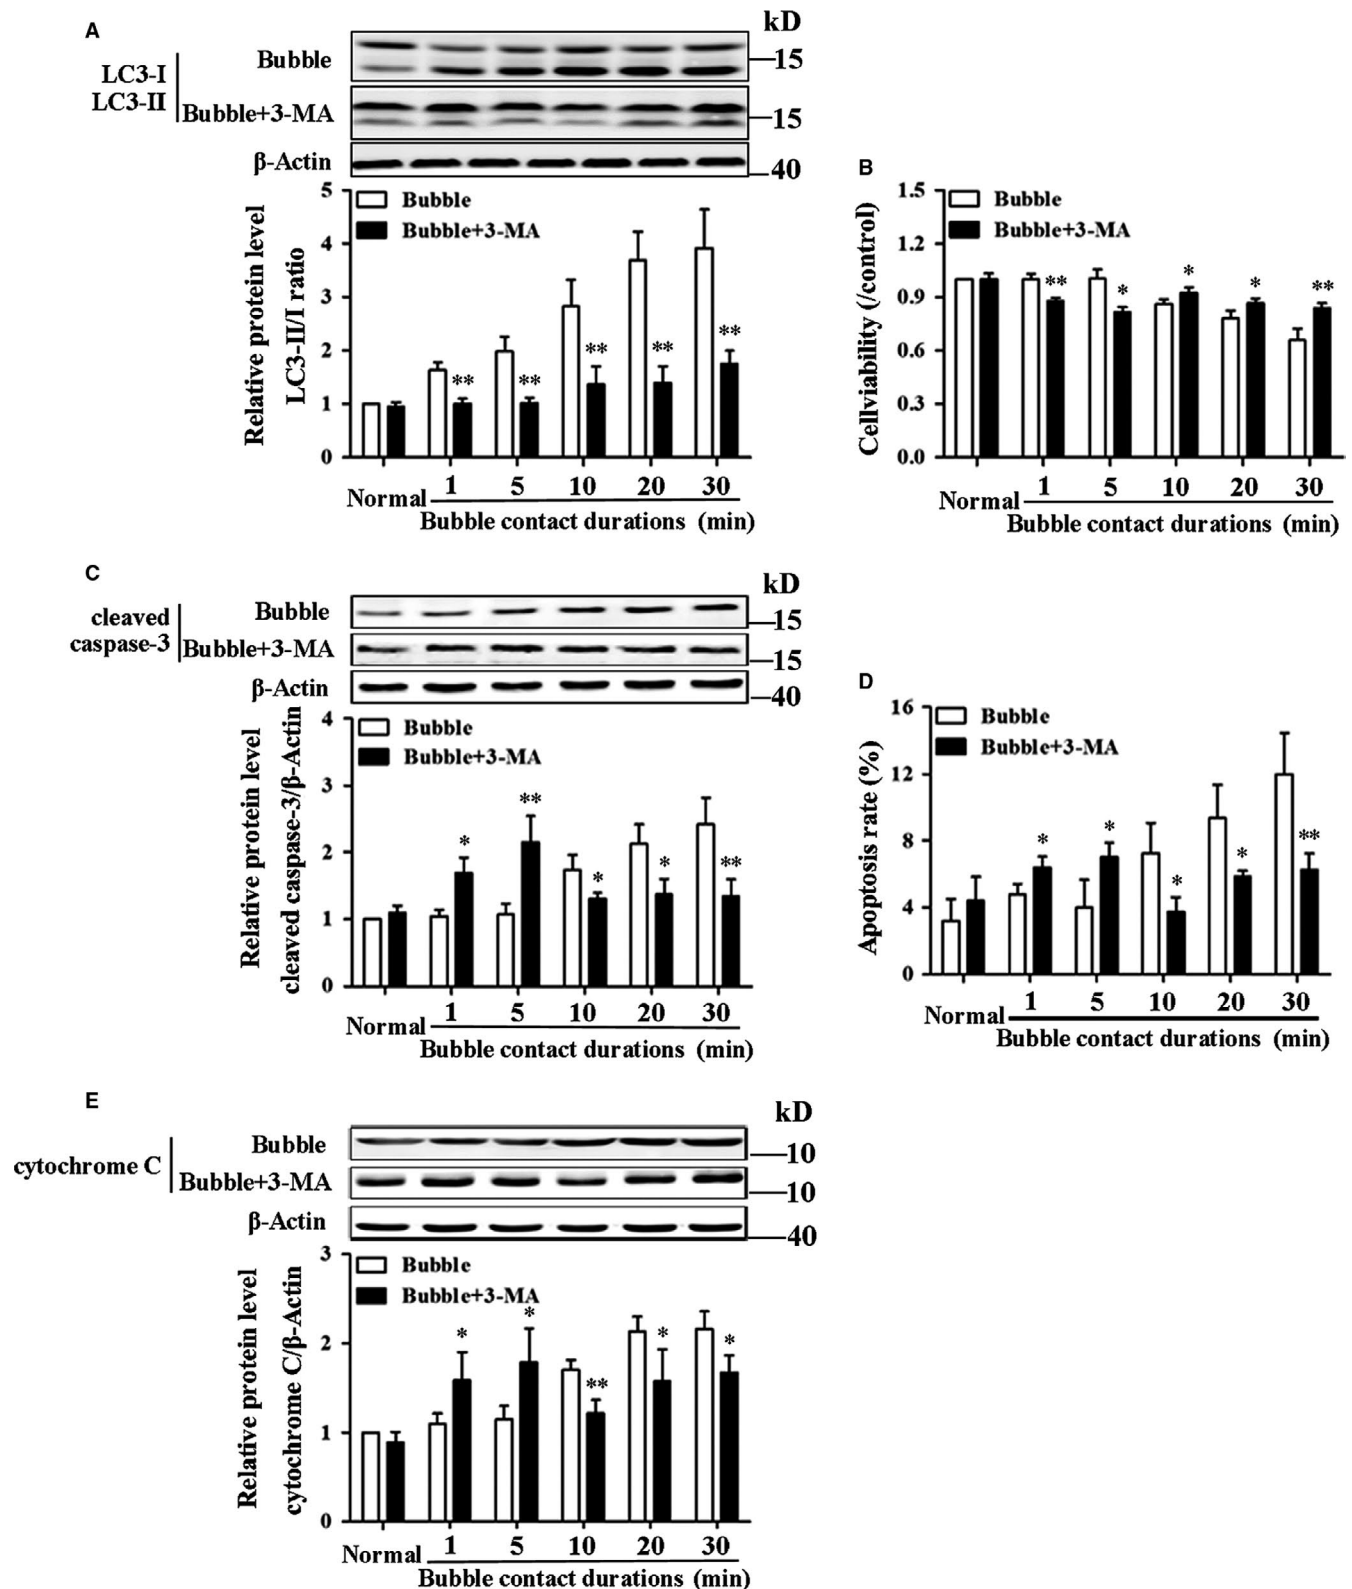 A
kD
LC3-I
LC3-II
Bubble
15
Bubble+3-MA
15
β-Actin
40
Relative protein level
LC3-II/I ratio
5
4
3
2
1
0
Bubble
Bubble+3-MA
** ** ** ** **
Normal 1 5 10 20 30
Bubble contact durations (min)
B
Cellviability (/control)
1.5
1.2
0.9
0.6
0.3
0.0
Bubble
Bubble+3-MA
** * * * **
Normal 1 5 10 20 30
Bubble contact durations (min)
C
kD
cleaved
caspase-3
Bubble
15
Bubble+3-MA
15
β-Actin
40
Relative protein level
cleaved caspase-3/β-Actin
4
3
2
1
0
Bubble
Bubble+3-MA
* ** * * **
Normal 1 5 10 20 30
Bubble contact durations (min)
D
Apoptosis rate (%)
16
12
8
4
0
Bubble
Bubble+3-MA
* * * * **
Normal 1 5 10 20 30
Bubble contact durations (min)
E
kD
cytochrome C
Bubble
10
Bubble+3-MA
10
β-Actin
40
Relative protein level
cytochrome C/β-Actin
3
2
1
0
Bubble
Bubble+3-MA
* * ** * *
Normal 1 5 10 20 30
Bubble contact durations (min)